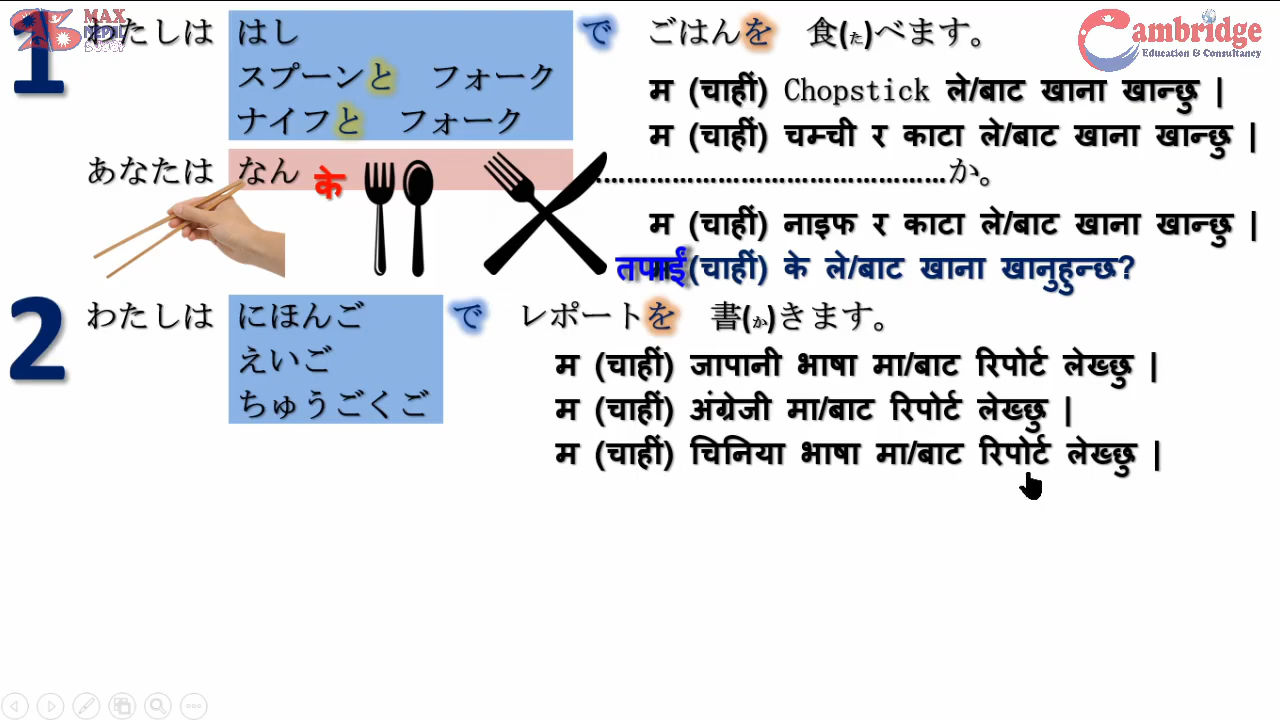 1
MAX
NEPAL
わたしは はし で ごはんを 食(た)べます。
Cambridge
Education & Consultancy
スプーンと フォーク
म (चाहीं) Chopstick ले/बाट खाना खान्छु |
ナイフと フォーク
म (चाहीं) चम्ची र काटा ले/बाट खाना खान्छु |
あなたは なん के ………………………………………か。
म (चाहीं) नाइफ र काटा ले/बाट खाना खान्छु |
तपाईं (चाहीं) के ले/बाट खाना खानुहुन्छ?
2
わたしは にほんご で レポートを 書(か)きます。
えいご
म (चाहीं) जापानी भाषा मा/बाट रिपोर्ट लेख्छु |
ちゅうごくご
म (चाहीं) अंग्रेजी मा/बाट रिपोर्ट लेख्छु |
म (चाहीं) चिनिया भाषा मा/बाट रिपोर्ट लेख्छु |